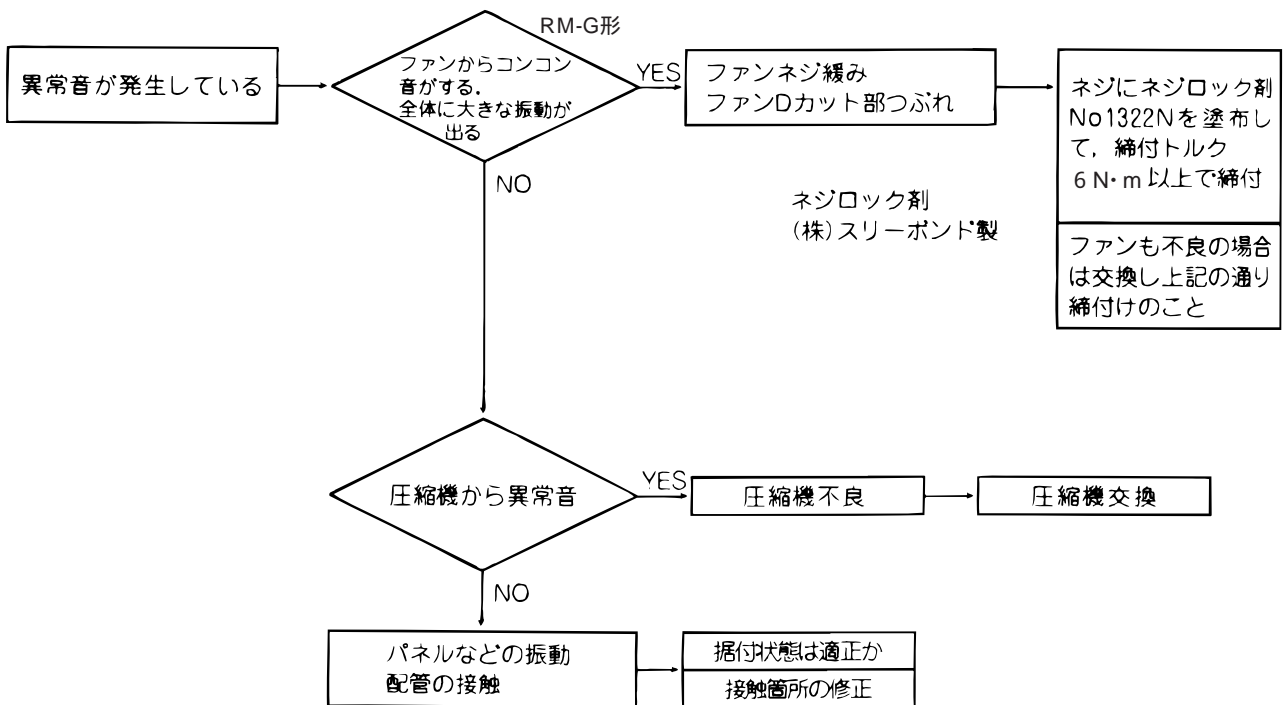 RM-G形
異常音が発生している
ファンからコンコン
音がする.
全体に大きな振動が
出る
YES
ファンネジ緩み
ファンDカット部つぶれ
ネジにネジロック剤
No1322Nを塗布し
て,締付トルク
6 N・m 以上で締付
ファンも不良の場合
は交換し上記の通り
締付けのこと
NO
ネジロック剤
(株)スリーボンド製
圧縮機から異常音
YES
圧縮機不良
圧縮機交換
NO
パネルなどの振動
配管の接触
据付状態は適正か
接触箇所の修正